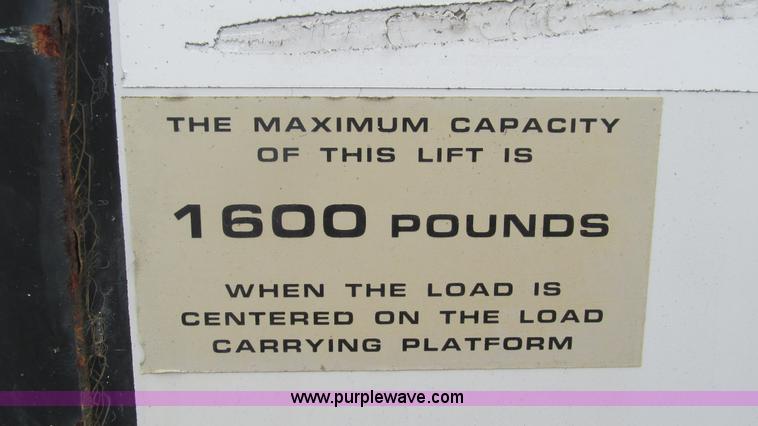 THE MAXIMUM CAPACITY
OF THIS LIFT IS
1600 POUNDS
WHEN THE LOAD IS
CENTERED ON THE LOAD
CARRYING PLATFORM
www.purplewave.com